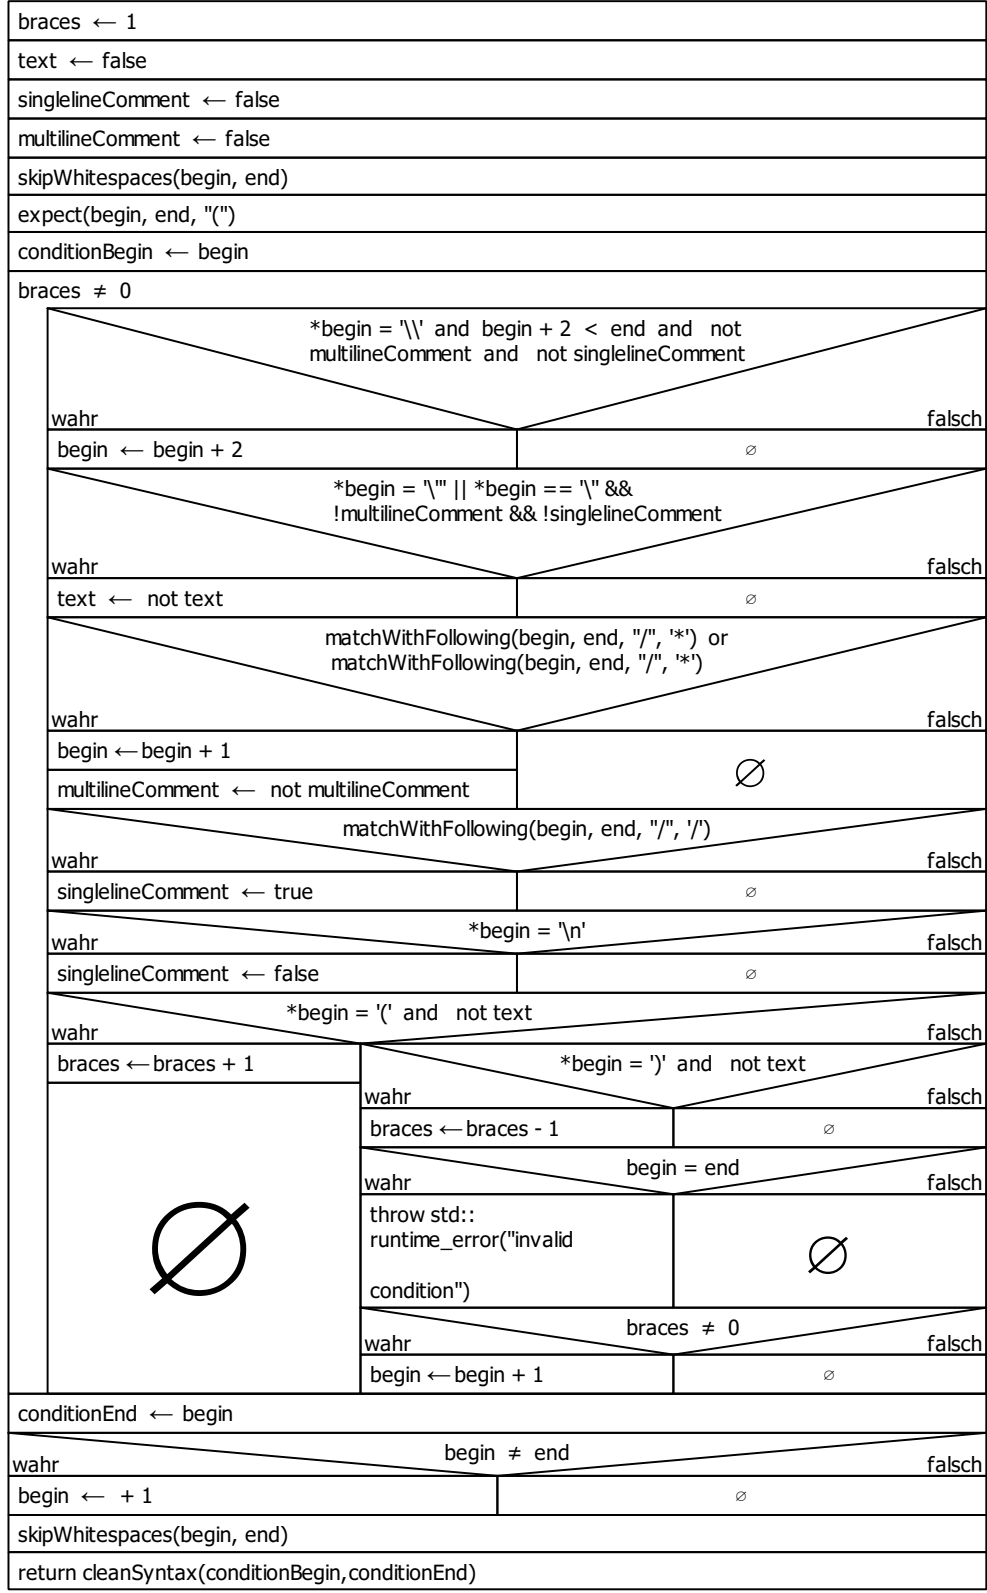 braces ← 1
text ← false
singlelineComment ← false
multilineComment ← false
skipWhitespaces(begin, end)
expect(begin, end, "(")
conditionBegin ← begin
braces ≠ 0
*begin = '\\' and begin + 2 < end and not
multilineComment and not singlelineComment
wahr falsch
begin ← begin + 2 ∅
*begin = '\'" || *begin == '\" &&
!multilineComment && !singlelineComment
wahr falsch
text ← not text ∅
matchWithFollowing(begin, end, "/", '*') or
matchWithFollowing(begin, end, "/", '*')
wahr falsch
begin ← begin + 1 ∅
multilineComment ← not multilineComment
matchWithFollowing(begin, end, "/", '/')
wahr falsch
singlelineComment ← true ∅
*begin = '\n'
wahr falsch
singlelineComment ← false ∅
*begin = '(' and not text
wahr falsch
braces ← braces + 1 *begin = ')' and not text
wahr falsch
braces ← braces - 1 ∅
begin = end
wahr falsch
throw std::
runtime_error("invalid
∅ ∅
condition")
braces ≠ 0
wahr falsch
begin ← begin + 1 ∅
conditionEnd ← begin
begin ≠ end
wahr falsch
begin ← + 1 ∅
skipWhitespaces(begin, end)
return cleanSyntax(conditionBegin,conditionEnd)